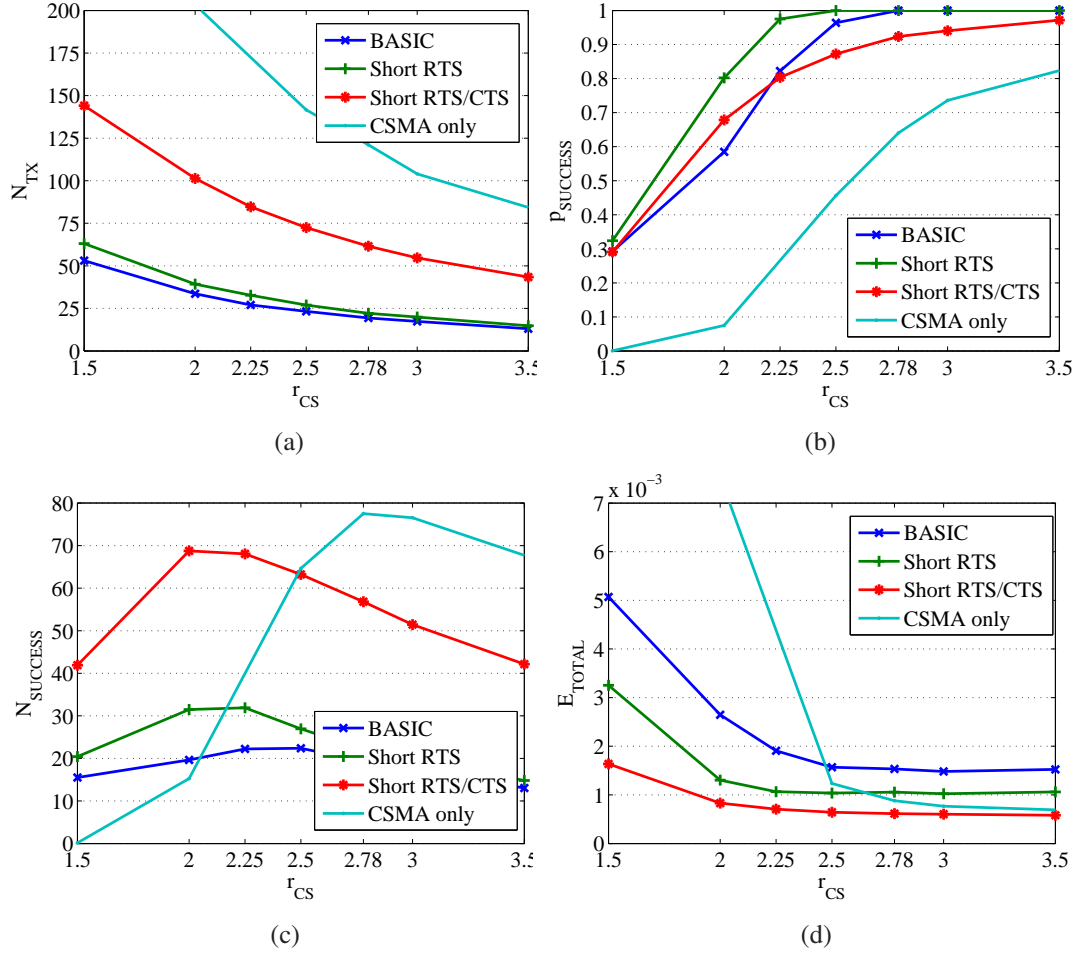 200
175
150
125
100
75
50
25
0
N_TX
1.5 2 2.25 2.5 2.78 3 3.5
r_CS
BASIC
Short RTS
Short RTS/CTS
CSMA only
(a)
1
0.9
0.8
0.7
0.6
0.5
0.4
0.3
0.2
0.1
0
p_SUCCESS
1.5 2 2.25 2.5 2.78 3 3.5
r_CS
BASIC
Short RTS
Short RTS/CTS
CSMA only
(b)
80
70
60
50
40
30
20
10
0
N_SUCCESS
1.5 2 2.25 2.5 2.78 3 3.5
r_CS
BASIC
Short RTS
Short RTS/CTS
CSMA only
(c)
x 10^-3
7
6
5
4
3
2
1
0
E_TOTAL
1.5 2 2.25 2.5 2.78 3 3.5
r_CS
BASIC
Short RTS
Short RTS/CTS
CSMA only
(d)